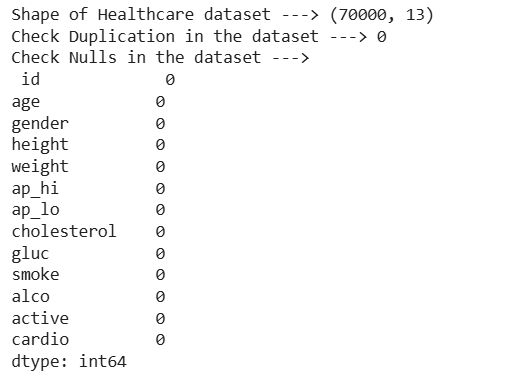 Shape of Healthcare dataset ---> (70000, 13)
Check Duplication in the dataset ---> 0
Check Nulls in the dataset --->
 id             0
age            0
gender         0
height         0
weight         0
ap_hi          0
ap_lo          0
cholesterol    0
gluc           0
smoke          0
alco           0
active         0
cardio         0
dtype: int64